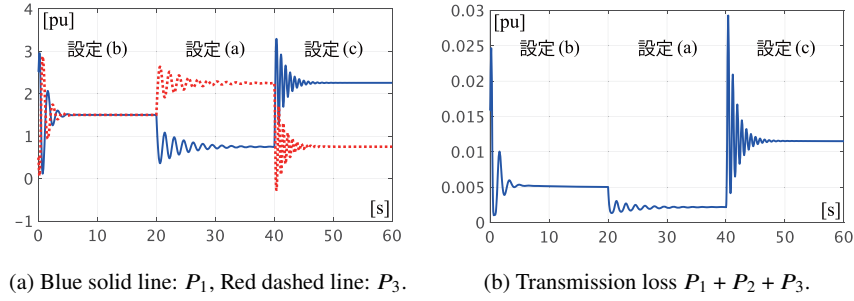 [pu]
4
3
2
1
0
−1
設定 (b)
設定 (a)
設定 (c)
[s]
0 10 20 30 40 50 60
(a) Blue solid line: P1, Red dashed line: P3.
0.03
0.025
0.02
0.015
0.01
0.005
0
[pu]
設定 (b)
設定 (a)
設定 (c)
[s]
0 10 20 30 40 50 60
(b) Transmission loss P1 + P2 + P3.